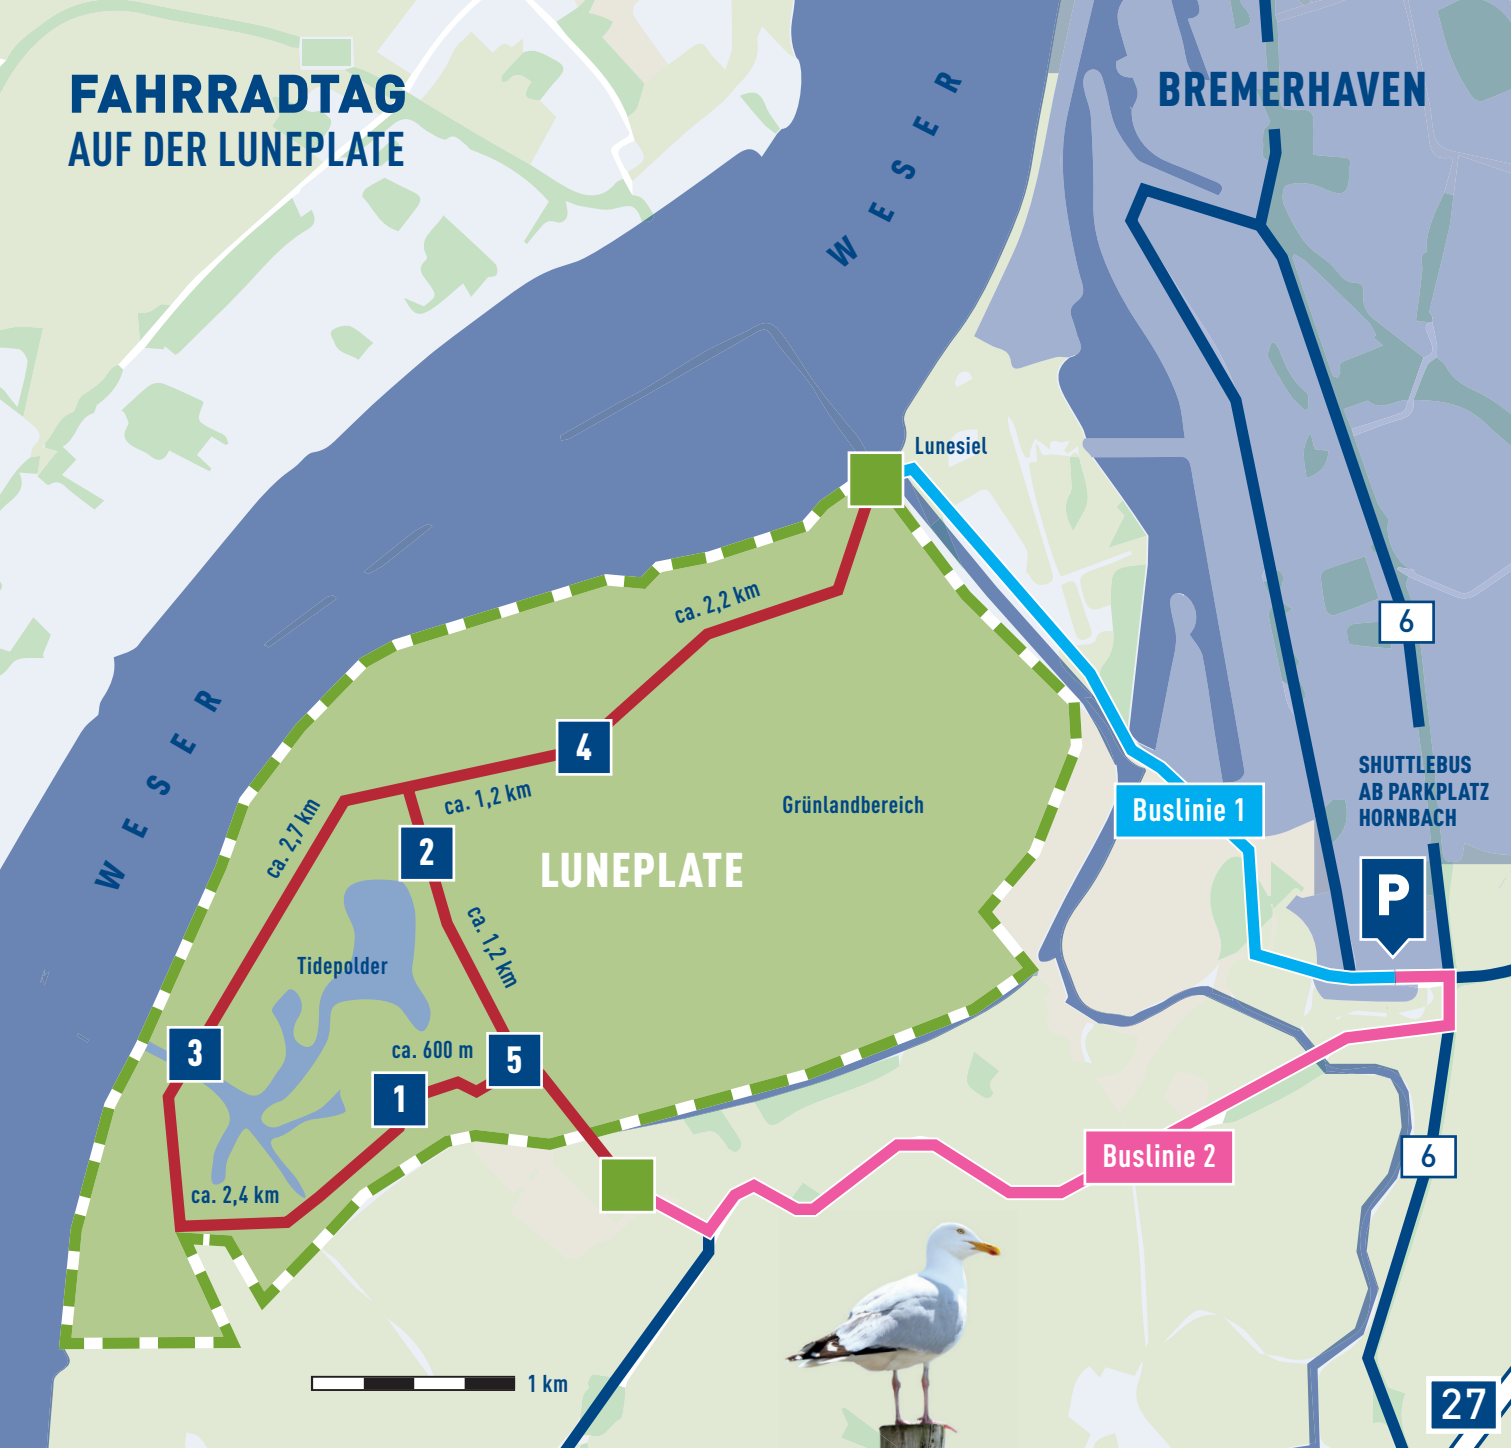 FAHRRADTAG
AUF DER LUNEPLATE
BREMERHAVEN
WESER
Lunesiel
ca. 2,2 km
6
WESER
4
SHUTTLEBUS
AB PARKPLATZ
HORNBACH
ca. 1,2 km
Grünlandbereich
Buslinie 1
ca. 2,7 km
2
LUNEPLATE
P
ca. 1,2 km
Tidepolder
3
ca. 600 m
5
1
Buslinie 2
6
ca. 2,4 km
1 km
27